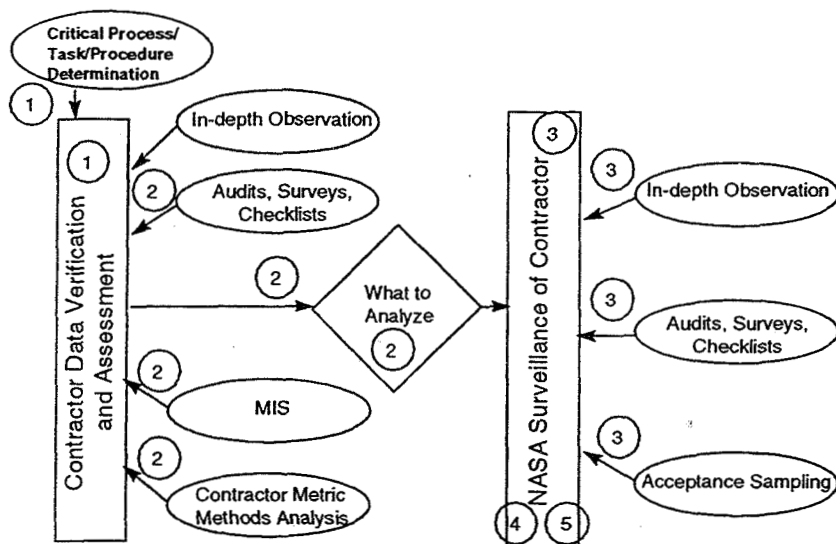 Critical Process/
Task/Procedure
Determination
1
1
In-depth Observation
2
Audits, Surveys,
Checklists
Contractor Data Verification
and Assessment
2
What to
Analyze
2
2
MIS
2
Contractor Metric
Methods Analysis
3
NASA Surveillance of Contractor
3
In-depth Observation
3
Audits, Surveys,
Checklists
3
Acceptance Sampling
4
5